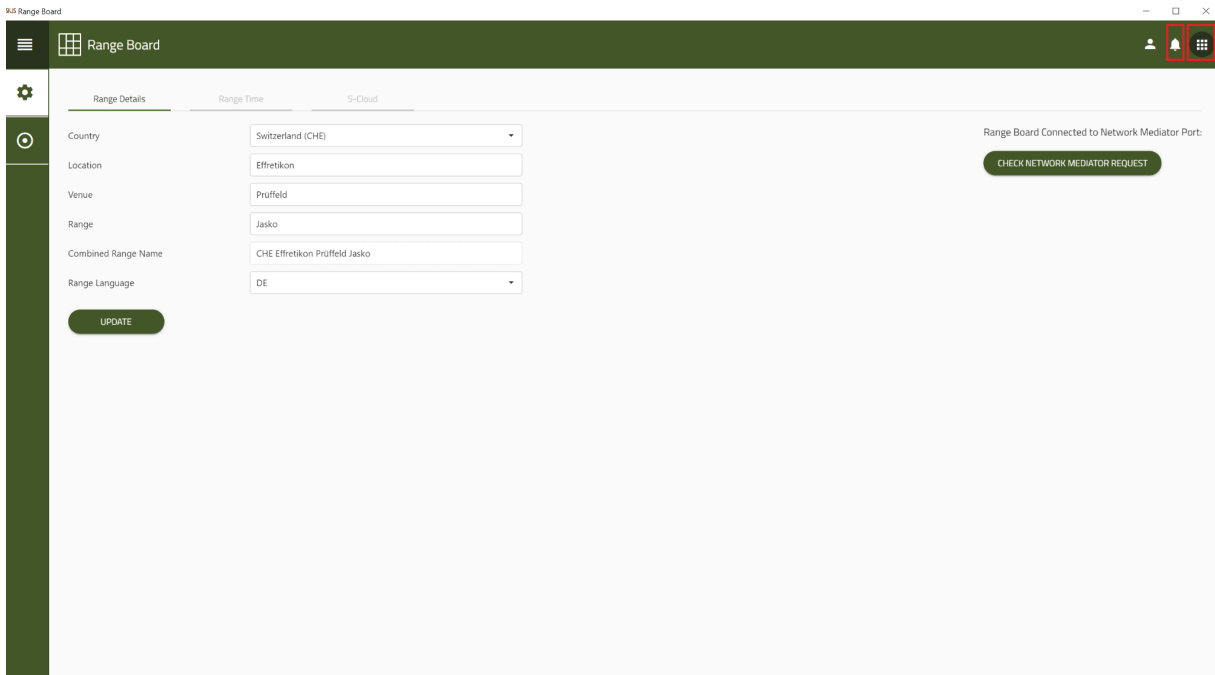 SIUS Range Board
Range Board
Range Details
Range Time
S-Cloud
Country
Switzerland (CHE)
Location
Effretikon
Venue
Prüffeld
Range
Jasko
Combined Range Name
CHE Effretikon Prüffeld Jasko
Range Language
DE
UPDATE
Range Board Connected to Network Mediator Port:
CHECK NETWORK MEDIATOR REQUEST